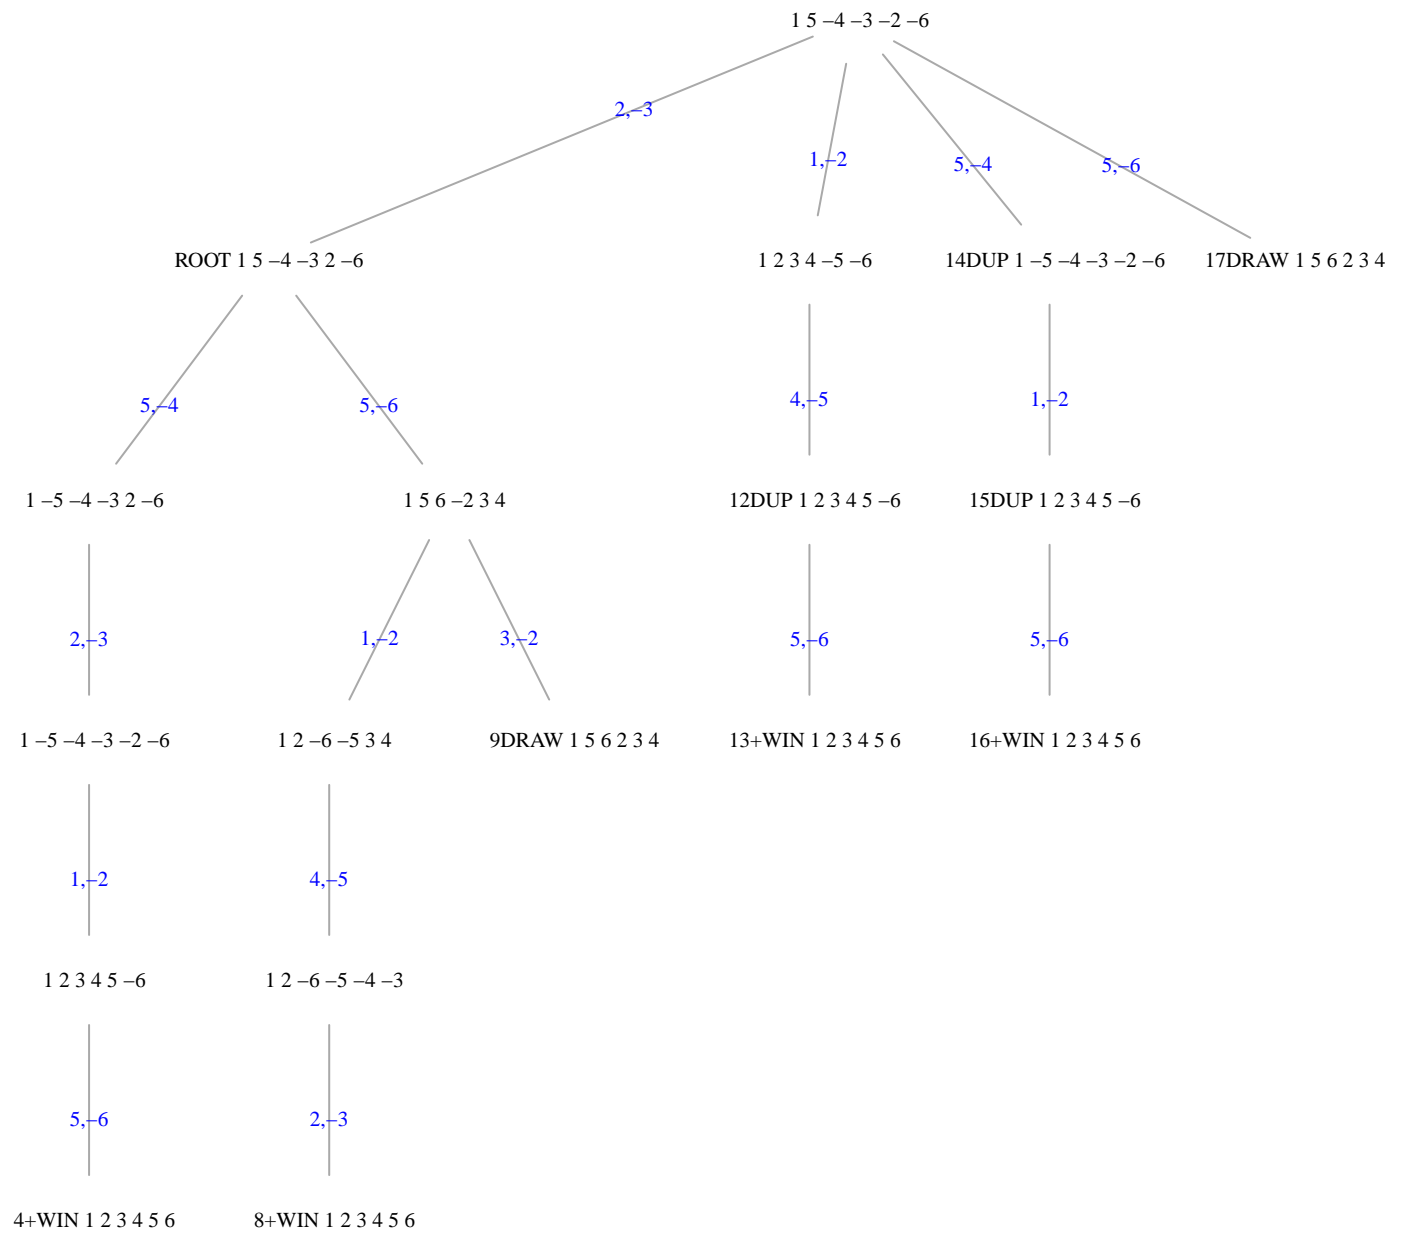 1 5 –4 –3 –2 –6
2,–3
1,–2
5,–4
5,–6
ROOT 1 5 –4 –3 2 –6
1 2 3 4 –5 –6
14DUP 1 –5 –4 –3 –2 –6
17DRAW 1 5 6 2 3 4
5,–4
5,–6
4,–5
1,–2
1 –5 –4 –3 2 –6
1 5 6 –2 3 4
12DUP 1 2 3 4 5 –6
15DUP 1 2 3 4 5 –6
2,–3
1,–2
3,–2
5,–6
5,–6
1 –5 –4 –3 –2 –6
1 2 –6 –5 3 4
9DRAW 1 5 6 2 3 4
13+WIN 1 2 3 4 5 6
16+WIN 1 2 3 4 5 6
1,–2
4,–5
1 2 3 4 5 –6
1 2 –6 –5 –4 –3
5,–6
2,–3
4+WIN 1 2 3 4 5 6
8+WIN 1 2 3 4 5 6